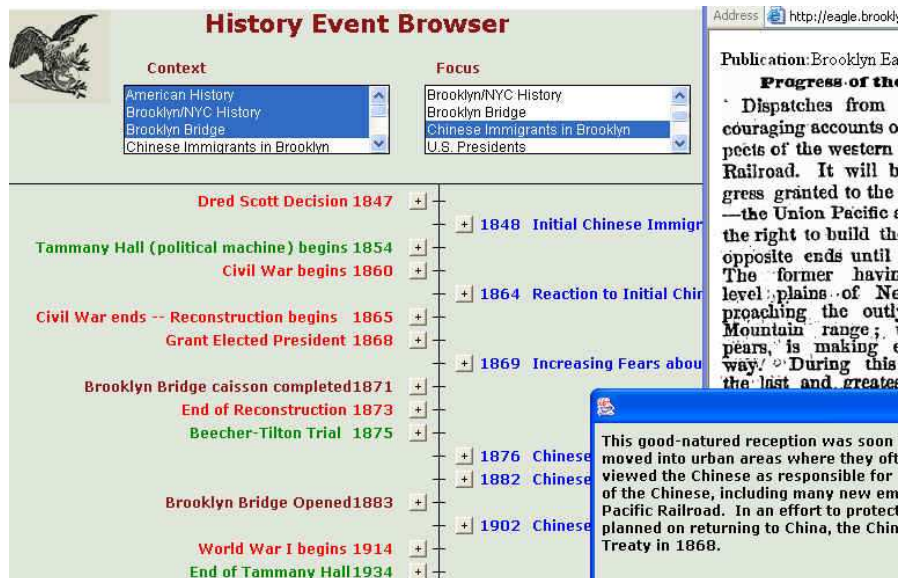 History Event Browser
Context
Focus
American History
Brooklyn/NYC History
Brooklyn Bridge
Chinese Immigrants in Brooklyn
Brooklyn/NYC History
Brooklyn Bridge
Chinese Immigrants in Brooklyn
U.S. Presidents
Dred Scott Decision 1847
1848 Initial Chinese Immigr
Tammany Hall (political machine) begins 1854
Civil War begins 1860
1864 Reaction to Initial Chin
Civil War ends -- Reconstruction begins 1865
Grant Elected President 1868
1869 Increasing Fears abou
Brooklyn Bridge caisson completed1871
End of Reconstruction 1873
Beecher-Tilton Trial 1875
1876 Chinese
1882 Chinese
Brooklyn Bridge Opened1883
1902 Chinese
World War I begins 1914
End of Tammany Hall1934
Address http://eagle.brookly
Publication:Brooklyn Ea
Progress of the
Dispatches from
couraging accounts o
pects of the western
Railroad. It will b
gress granted to the
—the Union Pacific a
the right to build th
opposite ends until
The former havin
level plains of Ne
proaching the outly
Mountain range;
pears, is making e
way. During this
the last and greates
This good-natured reception was soon
moved into urban areas where they oft
viewed the Chinese as responsible for
of the Chinese, including many new em
Pacific Railroad. In an effort to protect
planned on returning to China, the Chin
Treaty in 1868.